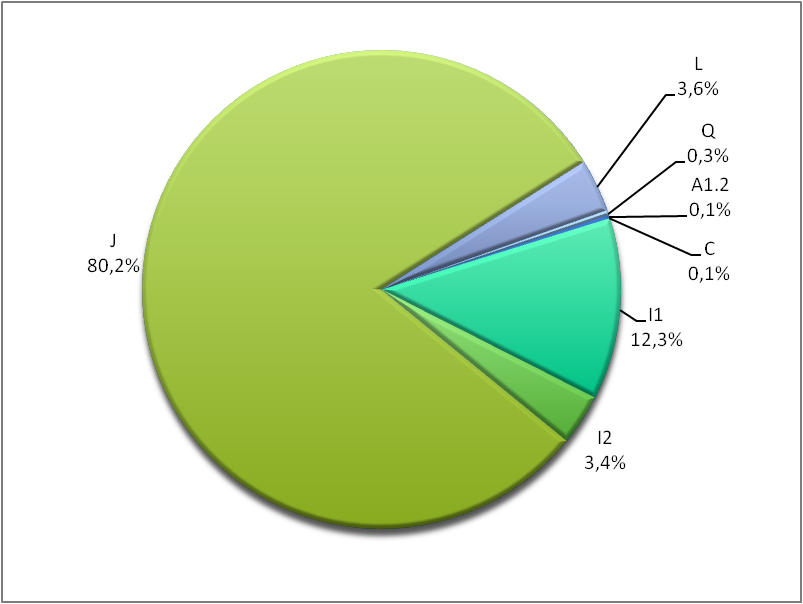 L
3,6%
Q
0,3%
A1.2
0,1%
C
0,1%
J
80,2%
I1
12,3%
I2
3,4%